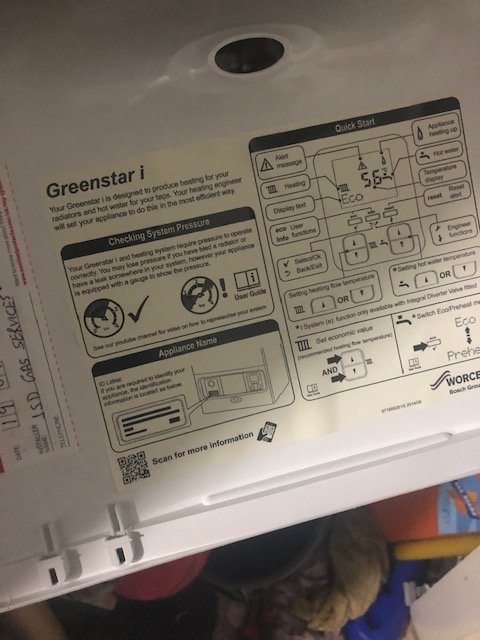 Greenstar i
Your Greenstar i is designed to produce heating for your
radiators and hot water for your taps. Your heating engineer
will set your appliance to do this in the most efficient way.
Checking System Pressure
Your Greenstar i and heating system require pressure to operate
correctly. You may lose pressure if you have bled a radiator or
have a leak somewhere in your system, however your appliance
is equipped with a gauge to show the pressure.
User Guide
See our youtube channel for video on how to repressurise your system
Appliance Name
ID Label:
If you are required to identify your
appliance, the identification
information is located as below.
Scan for more information
Quick Start
Alert
message
Heating
Display text
eco User
info functions
Select/Ok
Back/Exit
Eco
Appliance
heating up
Hot water
Temperature
display
reset Reset
alert
Engineer
functions
Setting heating flow temperature
OR
*Setting hot water temperature
OR
*i System (s): function only available with Integral Diverter Valve fitted
Set economic value
(recommended heating flow temperature)
AND
*Switch Eco/Preheat m
Eco
Prehe
WORCE
Bosch Grou
DATE
INSTALLER
NAME
LSD GAS SERVICES
TELEPHONE